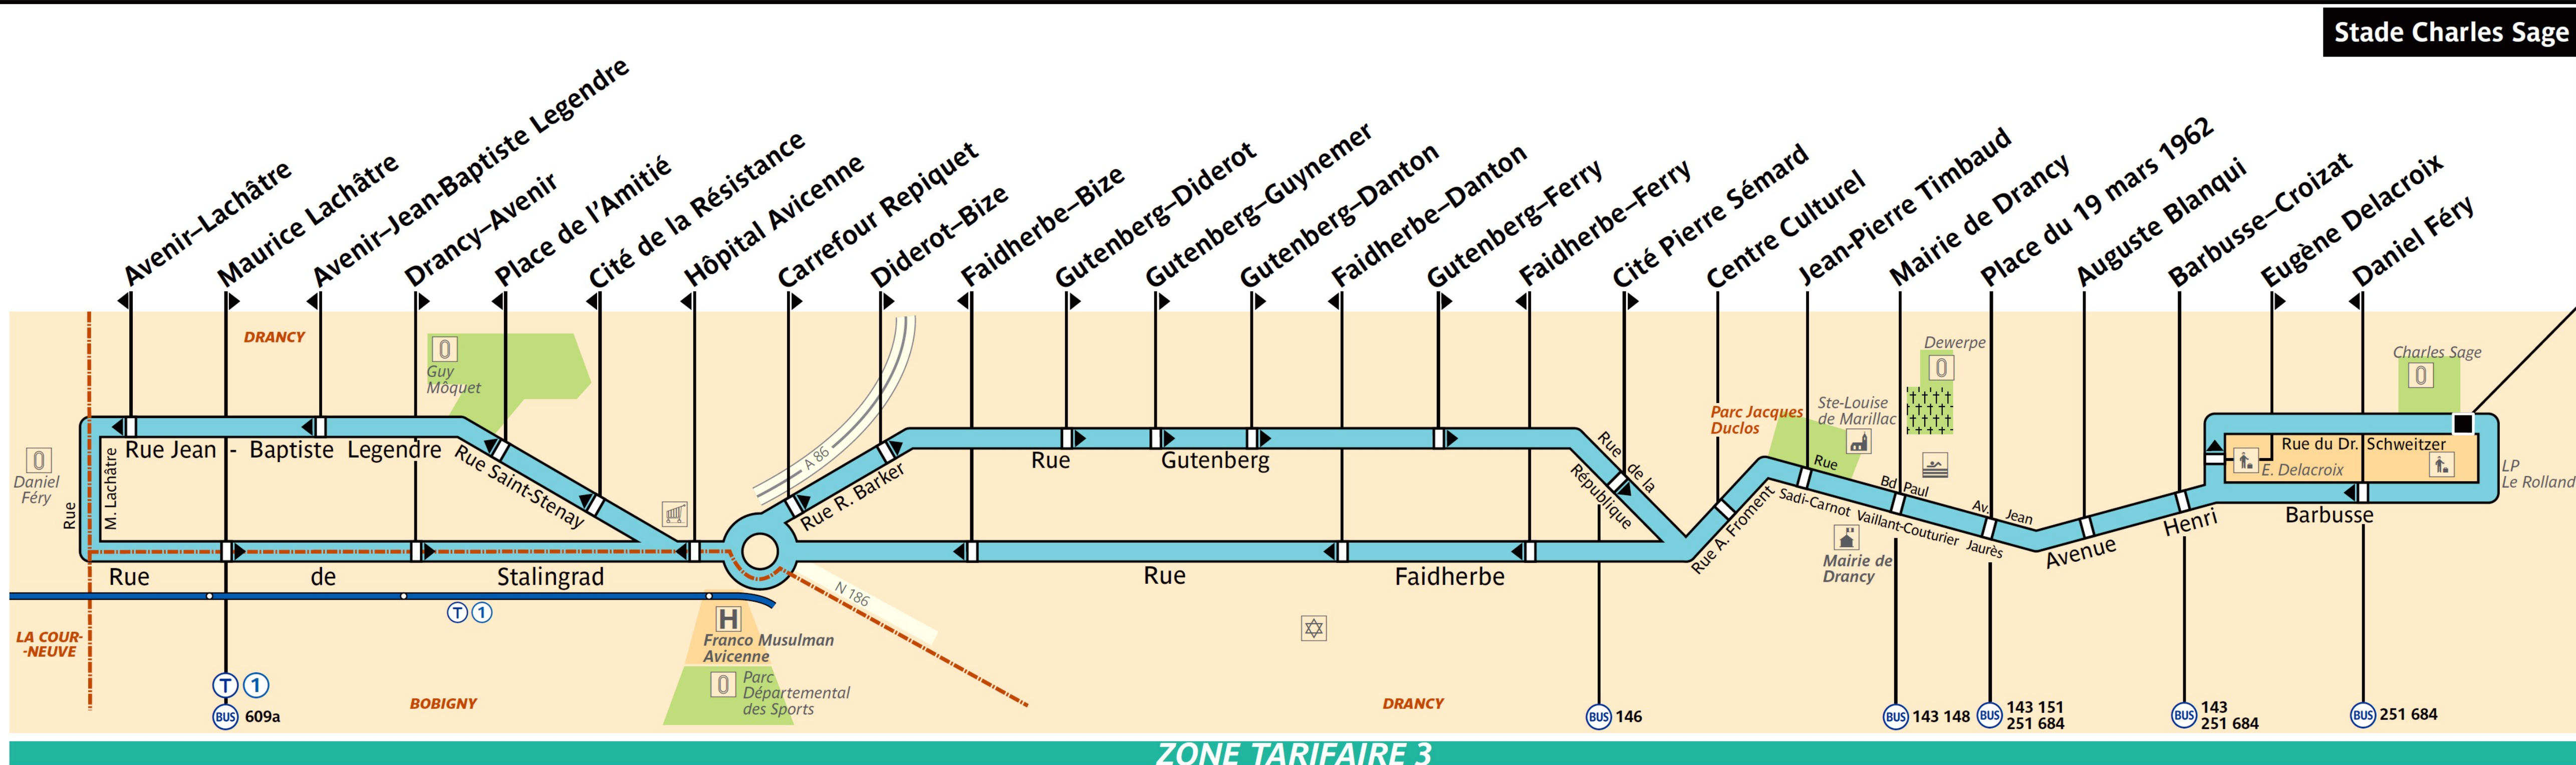 Stade Charles Sage
Avenir–Lachâtre
Maurice Lachâtre
Avenir–Jean-Baptiste Legendre
Drancy–Avenir
Place de l'Amitié
Cité de la Résistance
Hôpital Avicenne
Carrefour Repiquet
Diderot–Bize
Faidherbe–Bize
Gutenberg–Diderot
Gutenberg–Guynemer
Gutenberg–Danton
Faidherbe–Danton
Gutenberg–Ferry
Faidherbe–Ferry
Cité Pierre Sémard
Centre Culturel
Jean-Pierre Timbaud
Mairie de Drancy
Place du 19 mars 1962
Auguste Blanqui
Barbusse–Croizat
Eugène Delacroix
Daniel Féry
DRANCY
Guy
Môquet
Dewerpe
Charles Sage
Parc Jacques
Duclos
Ste-Louise
de Marillac
Daniel
Féry
Rue
M. Lachâtre
Rue Jean - Baptiste Legendre
Rue Saint-Stenay
A 86
Rue R. Barker
Rue Gutenberg
Rue de la
République
Rue A. Froment
Rue
Sadi-Carnot
Bd Paul
Vaillant-Couturier
Av. Jean
Jaurès
Avenue Henri Barbusse
Rue du Dr. Schweitzer
E. Delacroix
LP
Le Rolland
Mairie de
Drancy
Rue de Stalingrad
Rue Faidherbe
T 1
N 186
LA COUR-
-NEUVE
H
Franco Musulman
Avicenne
Parc
Départemental
des Sports
T 1
BUS 609a
BOBIGNY
DRANCY
BUS 146
BUS 143 148
BUS 143 151
251 684
BUS 143
251 684
BUS 251 684
ZONE TARIFAIRE 3